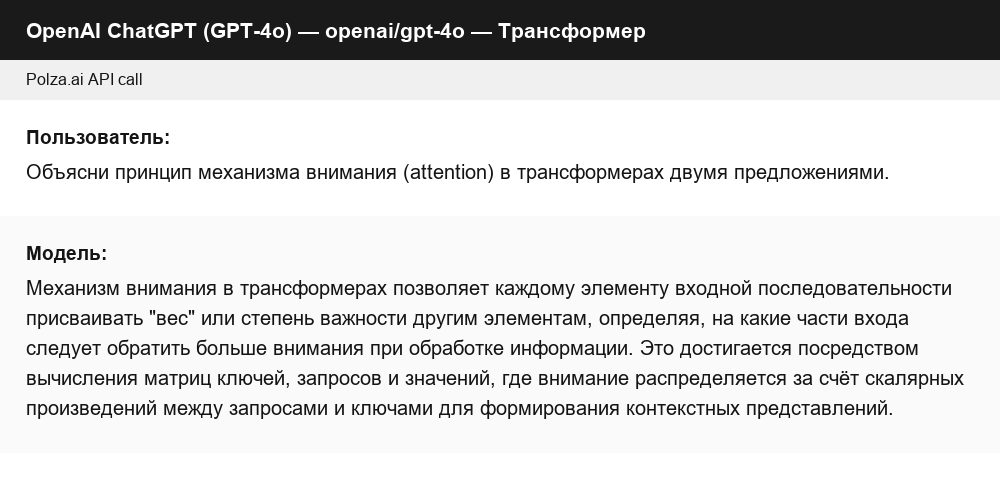 OpenAI ChatGPT (GPT-4o) — openai/gpt-4o — Трансформер
Polza.ai API call
Пользователь:
Объясни принцип механизма внимания (attention) в трансформерах двумя предложениями.
Модель:
Механизм внимания в трансформерах позволяет каждому элементу входной последовательности
присваивать "вес" или степень важности другим элементам, определяя, на какие части входа
следует обратить больше внимания при обработке информации. Это достигается посредством
вычисления матриц ключей, запросов и значений, где внимание распределяется за счёт скалярных
произведений между запросами и ключами для формирования контекстных представлений.